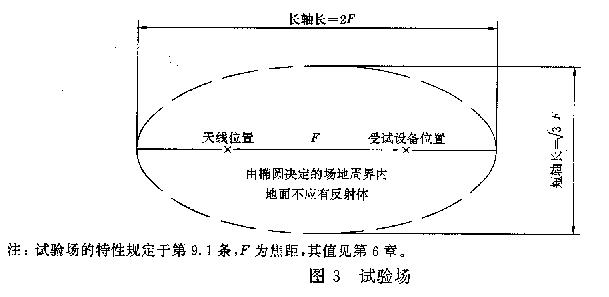 长轴长=2F
天线位置 F 受试设备位置
短轴长=√3 F
由椭圆决定的场地周界内
地面不应有反射体
注：试验场的特性规定于第9.1条，F为焦距，其值见第6章。
图 3 试验场